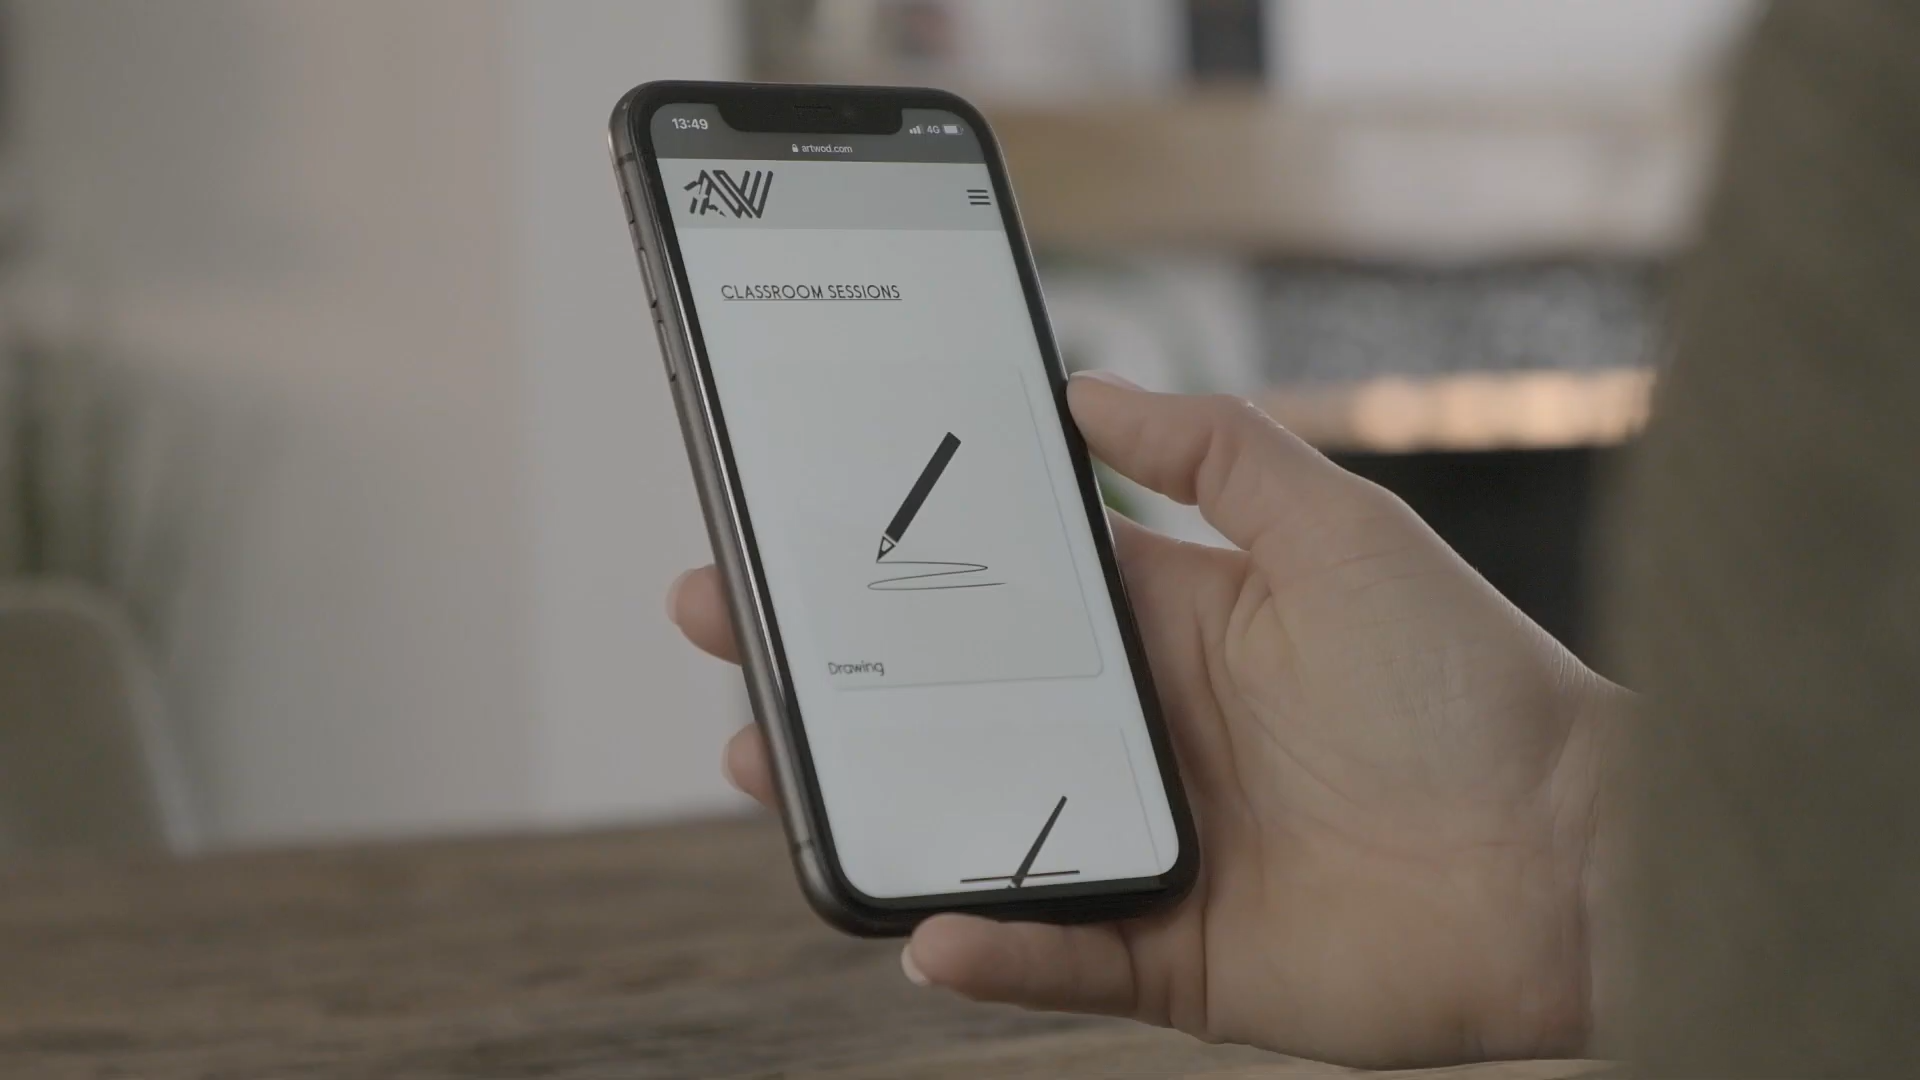 13:49
4G
artwod.com
AW
CLASSROOM SESSIONS
Drawing